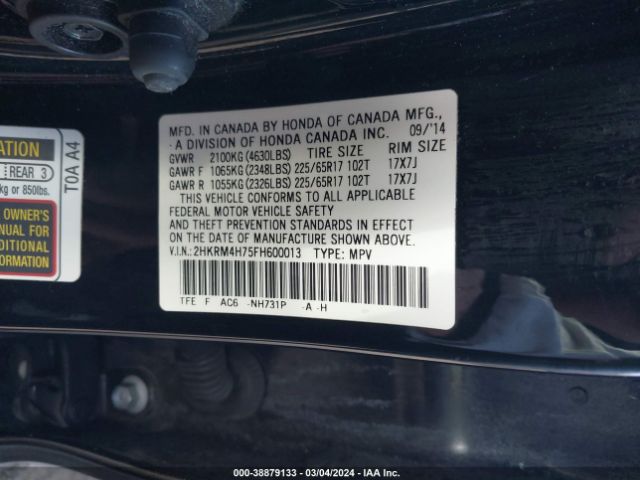 MFD. IN CANADA BY HONDA OF CANADA MFG.,
· A DIVISION OF HONDA CANADA INC. 09/'14
GVWR 2100KG (4630LBS) TIRE SIZE RIM SIZE
GAWR F 1065KG (2348LBS) 225/65R17 102T 17X7J
GAWR R 1055KG (2326LBS) 225/65R17 102T 17X7J
THIS VEHICLE CONFORMS TO ALL APPLICABLE
FEDERAL MOTOR VEHICLE SAFETY
AND THEFT PREVENTION STANDARDS IN EFFECT
ON THE DATE OF MANUFACTURE SHOWN ABOVE.
V.I.N.: 2HKRM4H75FH600013 TYPE: MPV
TFE F AC6 -NH731P -A -H
ATION
REAR 3
kg or 850lbs.
OWNER'S
NUAL FOR
DITIONAL
FORMATION
T0A A4
000-38879133 - 03/04/2024 - IAA Inc.